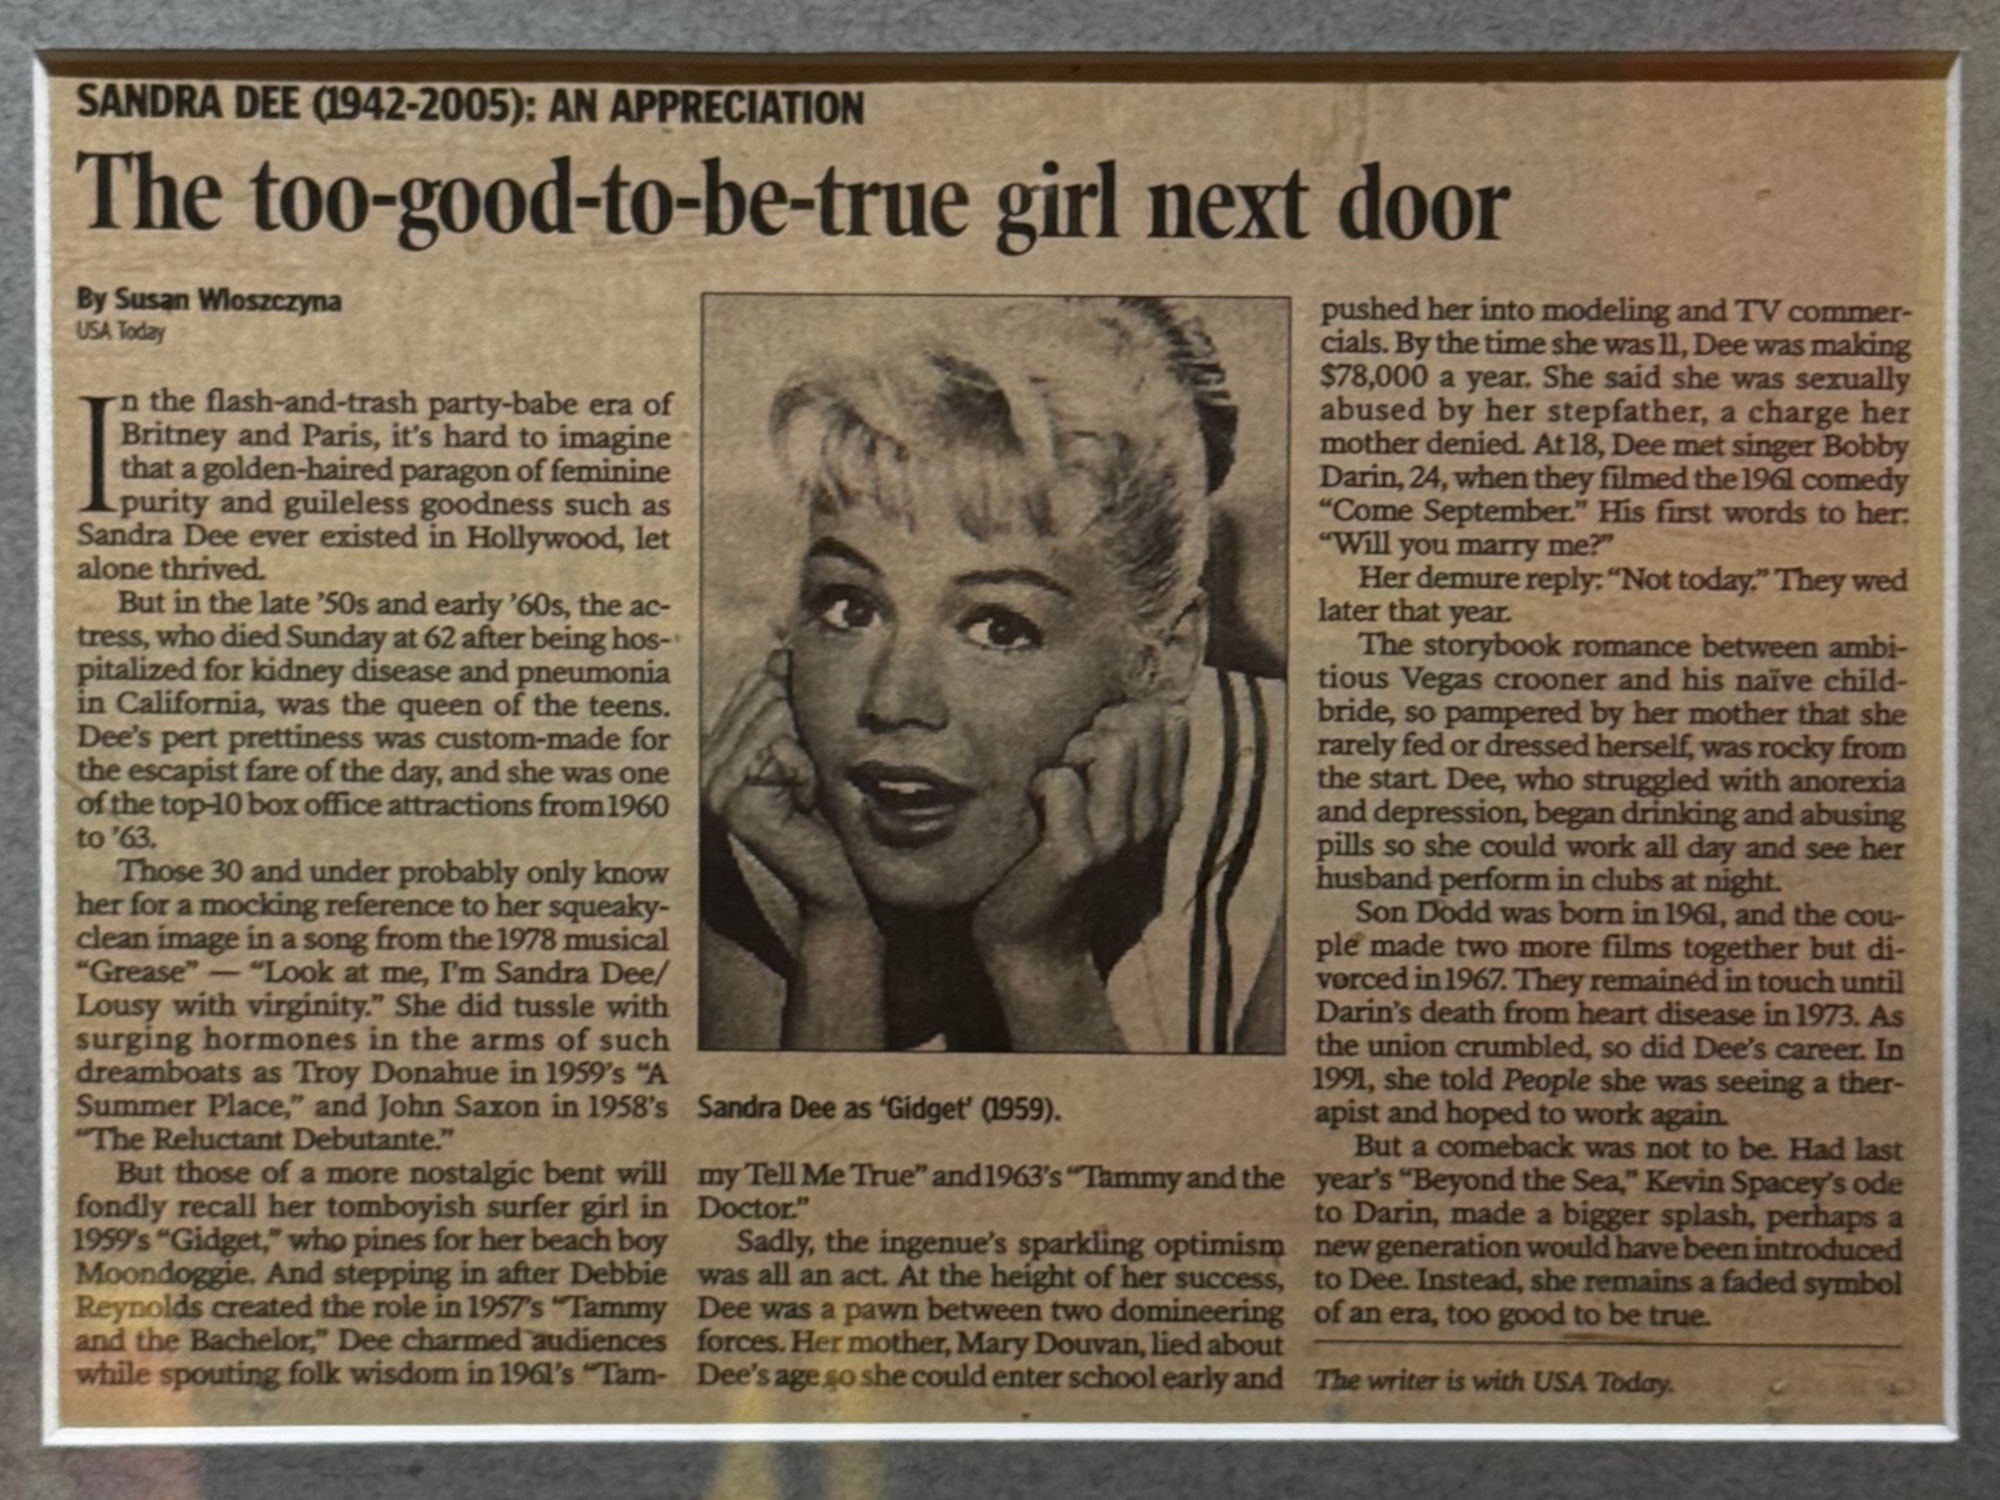 SANDRA DEE (1942-2005): AN APPRECIATION
The too-good-to-be-true girl next door
By Susan Wloszczyna
USA Today
In the flash-and-trash party-babe era of
Britney and Paris, it's hard to imagine
that a golden-haired paragon of feminine
purity and guileless goodness such as
Sandra Dee ever existed in Hollywood, let
alone thrived.
But in the late '50s and early '60s, the ac-
tress, who died Sunday at 62 after being hos-
pitalized for kidney disease and pneumonia
in California, was the queen of the teens.
Dee's pert prettiness was custom-made for
the escapist fare of the day, and she was one
of the top-10 box office attractions from 1960
to '63.
Those 30 and under probably only know
her for a mocking reference to her squeaky-
clean image in a song from the 1978 musical
“Grease” — “Look at me, I'm Sandra Dee/
Lousy with virginity.” She did tussle with
surging hormones in the arms of such
dreamboats as Troy Donahue in 1959's “A
Summer Place,” and John Saxon in 1958's
“The Reluctant Debutante.”
But those of a more nostalgic bent will
fondly recall her tomboyish surfer girl in
1959's “Gidget,” who pines for her beach boy
Moondoggie. And stepping in after Debbie
Reynolds created the role in 1957's “Tammy
and the Bachelor,” Dee charmed audiences
while spouting folk wisdom in 1961's “Tam-
Sandra Dee as ‘Gidget’ (1959).
my Tell Me True” and 1963's “Tammy and the
Doctor.”
Sadly, the ingenue's sparkling optimism
was all an act. At the height of her success,
Dee was a pawn between two domineering
forces. Her mother, Mary Douvan, lied about
Dee's age so she could enter school early and
pushed her into modeling and TV commer-
cials. By the time she was 11, Dee was making
$78,000 a year. She said she was sexually
abused by her stepfather, a charge her
mother denied. At 18, Dee met singer Bobby
Darin, 24, when they filmed the 1961 comedy
“Come September.” His first words to her:
“Will you marry me?”
Her demure reply: “Not today.” They wed
later that year.
The storybook romance between ambi-
tious Vegas crooner and his naïve child-
bride, so pampered by her mother that she
rarely fed or dressed herself, was rocky from
the start. Dee, who struggled with anorexia
and depression, began drinking and abusing
pills so she could work all day and see her
husband perform in clubs at night.
Son Dodd was born in 1961, and the cou-
ple made two more films together but di-
vorced in 1967. They remained in touch until
Darin's death from heart disease in 1973. As
the union crumbled, so did Dee's career. In
1991, she told People she was seeing a ther-
apist and hoped to work again.
But a comeback was not to be. Had last
year's “Beyond the Sea,” Kevin Spacey's ode
to Darin, made a bigger splash, perhaps a
new generation would have been introduced
to Dee. Instead, she remains a faded symbol
of an era, too good to be true.
The writer is with USA Today.